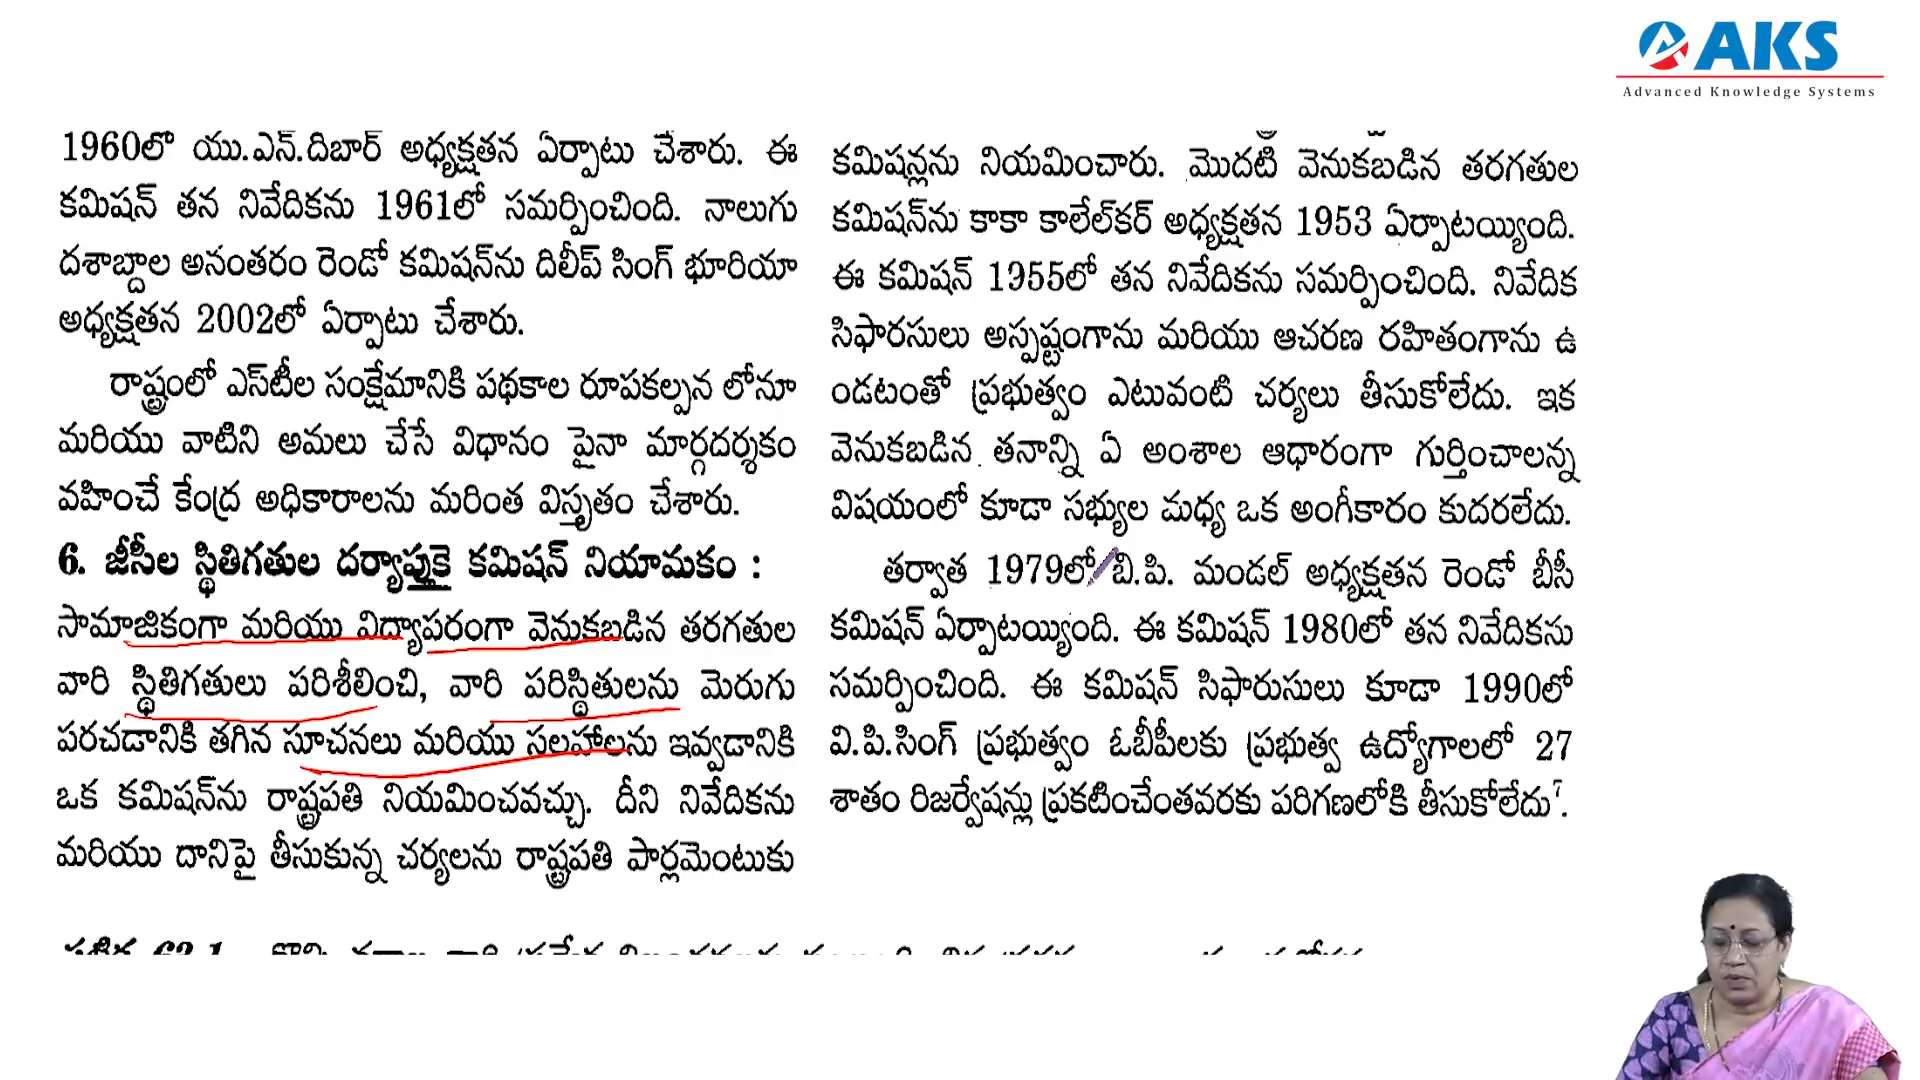 AKS
Advanced Knowledge Systems
1960లో యు.ఎన్.దిబార్ అధ్యక్షతన ఏర్పాటు చేశారు. ఈ
కమిషన్ తన నివేదికను 1961లో సమర్పించింది. నాలుగు
దశాబ్దాల అనంతరం రెండో కమిషన్‌ను దిలీప్ సింగ్ భూరియా
అధ్యక్షతన 2002లో ఏర్పాటు చేశారు.
రాష్ట్రంలో ఎస్‌టీల సంక్షేమానికి పథకాల రూపకల్పన లోనూ
మరియు వాటిని అమలు చేసే విధానం పైనా మార్గదర్శకం
వహించే కేంద్ర అధికారాలను మరింత విస్తృతం చేశారు.
6. జీసీల స్థితిగతుల దర్యాప్తుకై కమిషన్ నియామకం :
సామాజికంగా మరియు విద్యాపరంగా వెనుకబడిన తరగతుల
వారి స్థితిగతులు పరిశీలించి, వారి పరిస్థితులను మెరుగు
పరచడానికి తగిన సూచనలు మరియు సలహాలను ఇవ్వడానికి
ఒక కమిషన్‌ను రాష్ట్రపతి నియమించవచ్చు. దీని నివేదికను
మరియు దానిపై తీసుకున్న చర్యలను రాష్ట్రపతి పార్లమెంటుకు
కమిషన్లను నియమించారు. మొదటి వెనుకబడిన తరగతుల
కమిషన్‌ను కాకా కాలేల్‌కర్ అధ్యక్షతన 1953 ఏర్పాటయ్యింది.
ఈ కమిషన్ 1955లో తన నివేదికను సమర్పించింది. నివేదిక
సిఫారసులు అస్పష్టంగాను మరియు ఆచరణ రహితంగాను ఉ
ండటంతో ప్రభుత్వం ఎటువంటి చర్యలు తీసుకోలేదు. ఇక
వెనుకబడిన తనాన్ని ఏ అంశాల ఆధారంగా గుర్తించాలన్న
విషయంలో కూడా సభ్యుల మధ్య ఒక అంగీకారం కుదరలేదు.
తర్వాత 1979లో బి.పి. మండల్ అధ్యక్షతన రెండో బీసీ
కమిషన్ ఏర్పాటయ్యింది. ఈ కమిషన్ 1980లో తన నివేదికసు
సమర్పించింది. ఈ కమిషన్ సిఫారుసులు కూడా 1990లో
వి.పి.సింగ్ ప్రభుత్వం ఓబీపీలకు ప్రభుత్వ ఉద్యోగాలలో 27
శాతం రిజర్వేషన్లు ప్రకటించేంతవరకు పరిగణలోకి తీసుకోలేదు⁷.